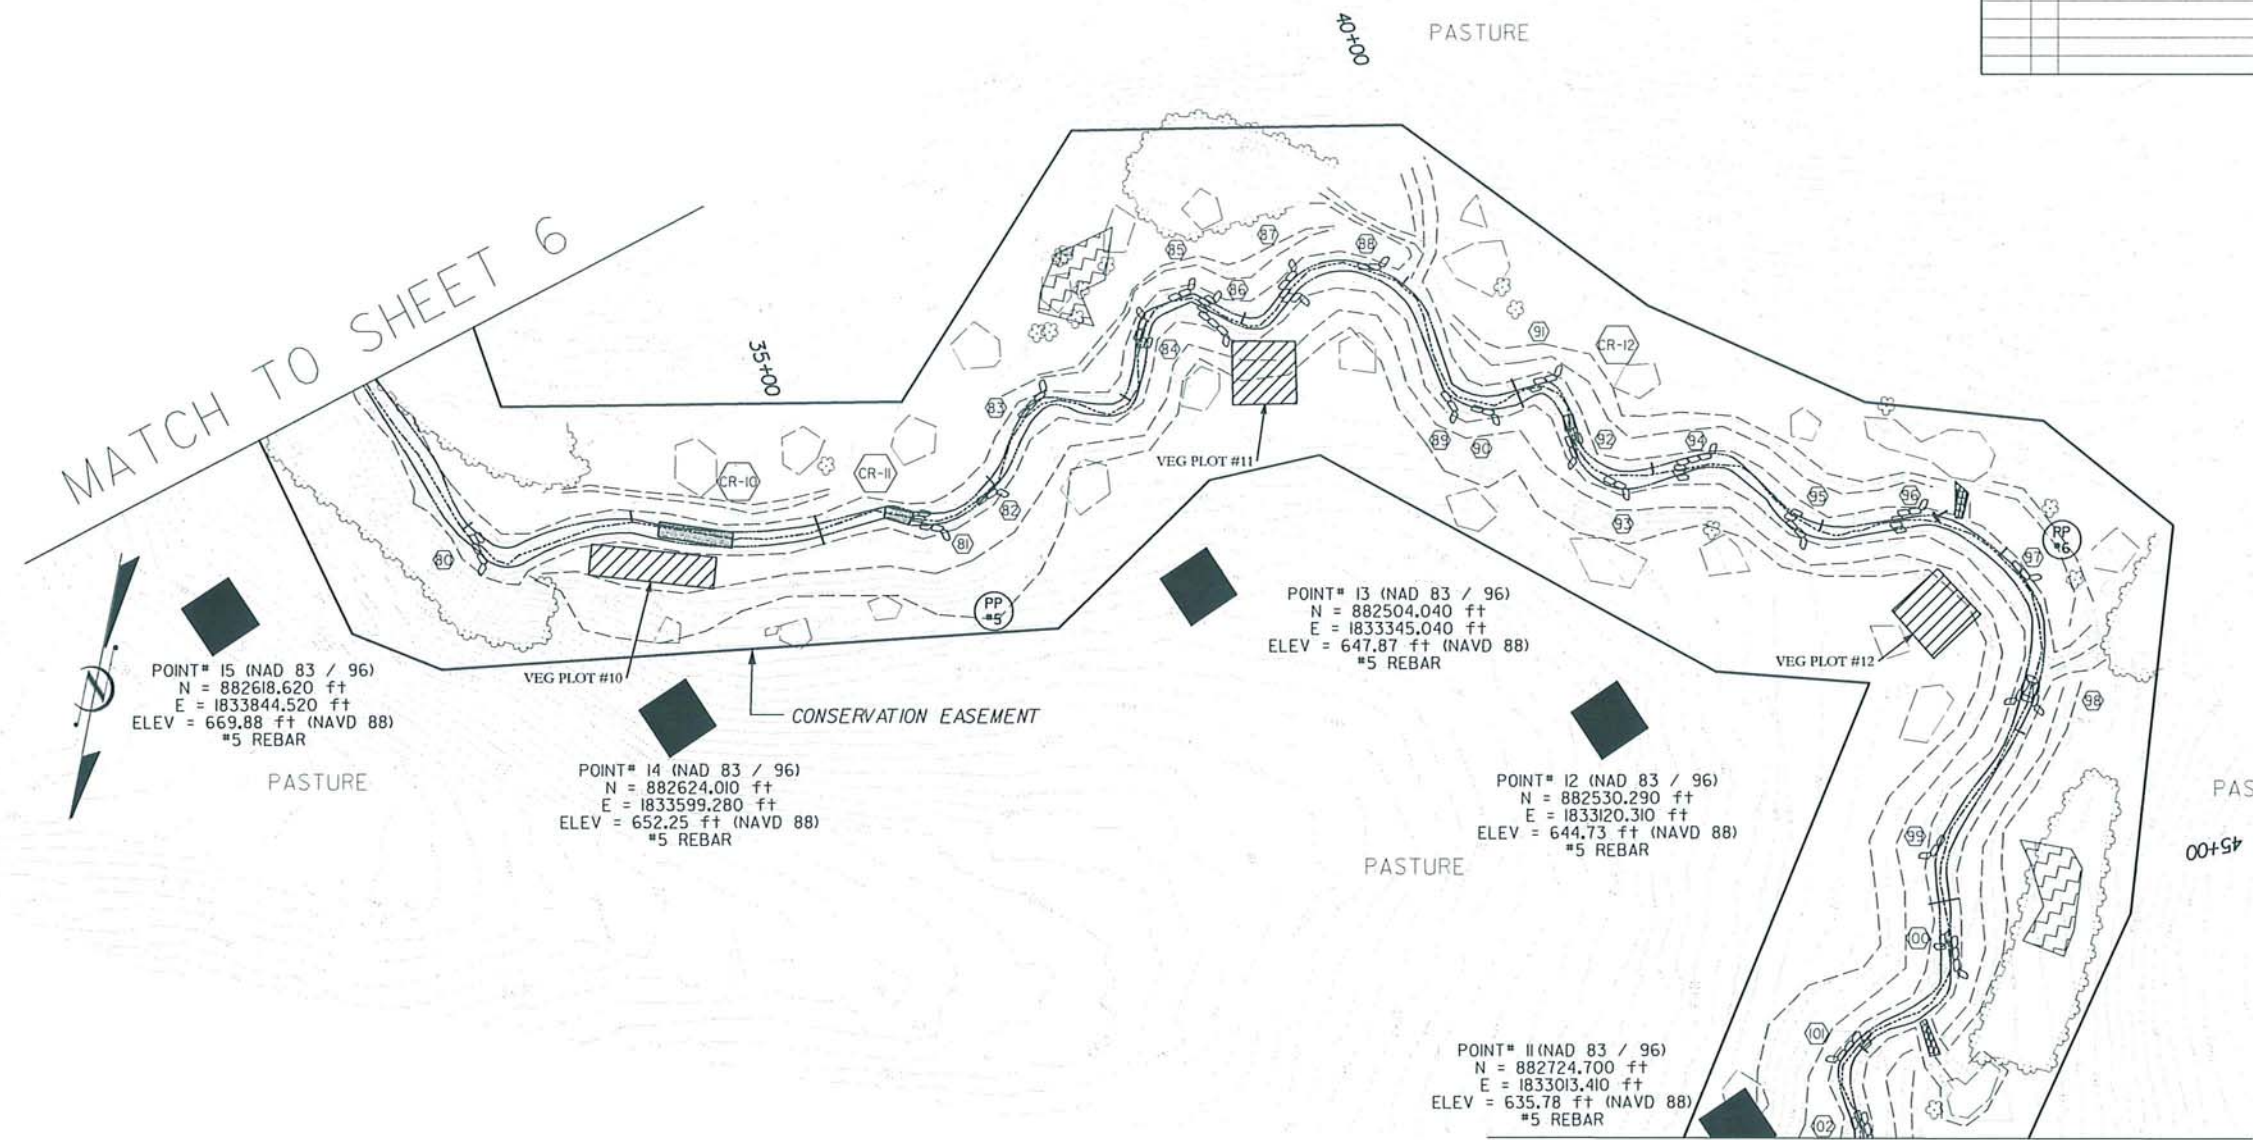 PASTURE
40+00
MATCH TO SHEET 6
35+00
85
87
88
86
84
83
91
CR-12
89
90
92
94
93
95
96
97
98
CR-10
CR-11
82
81
80
VEG PLOT #11
VEG PLOT #10
VEG PLOT #12
PP
#5
#6
CONSERVATION EASEMENT
POINT# 15 (NAD 83 / 96)
N = 882618.620 ft
E = 1833844.520 ft
ELEV = 669.88 ft (NAVD 88)
#5 REBAR
PASTURE
POINT# 14 (NAD 83 / 96)
N = 882624.010 ft
E = 1833599.280 ft
ELEV = 652.25 ft (NAVD 88)
#5 REBAR
POINT# 13 (NAD 83 / 96)
N = 882504.040 ft
E = 1833345.040 ft
ELEV = 647.87 ft (NAVD 88)
#5 REBAR
POINT# 12 (NAD 83 / 96)
N = 882530.290 ft
E = 1833120.310 ft
ELEV = 644.73 ft (NAVD 88)
#5 REBAR
PASTURE
PAS
45+00
99
100
101
102
POINT# 11 (NAD 83 / 96)
N = 882724.700 ft
E = 1833013.410 ft
ELEV = 635.78 ft (NAVD 88)
#5 REBAR